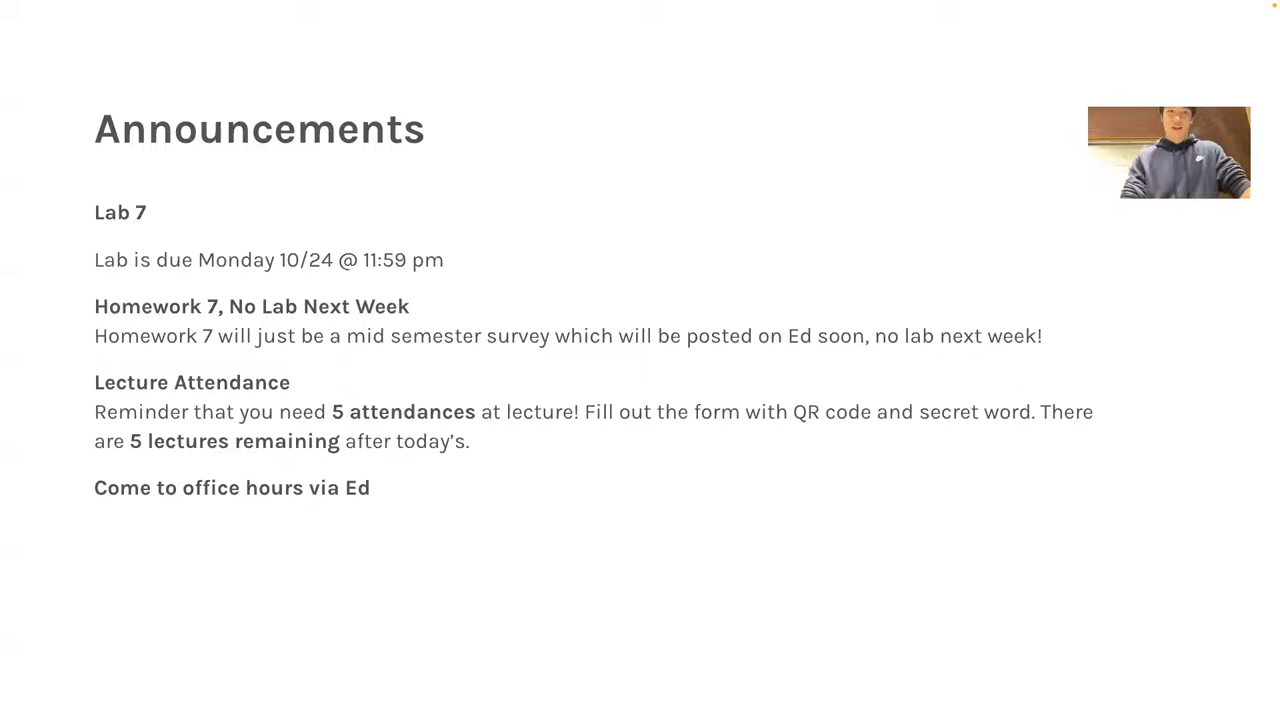 Announcements
Lab 7
Lab is due Monday 10/24 @ 11:59 pm
Homework 7, No Lab Next Week
Homework 7 will just be a mid semester survey which will be posted on Ed soon, no lab next week!
Lecture Attendance
Reminder that you need 5 attendances at lecture! Fill out the form with QR code and secret word. There
are 5 lectures remaining after today's.
Come to office hours via Ed